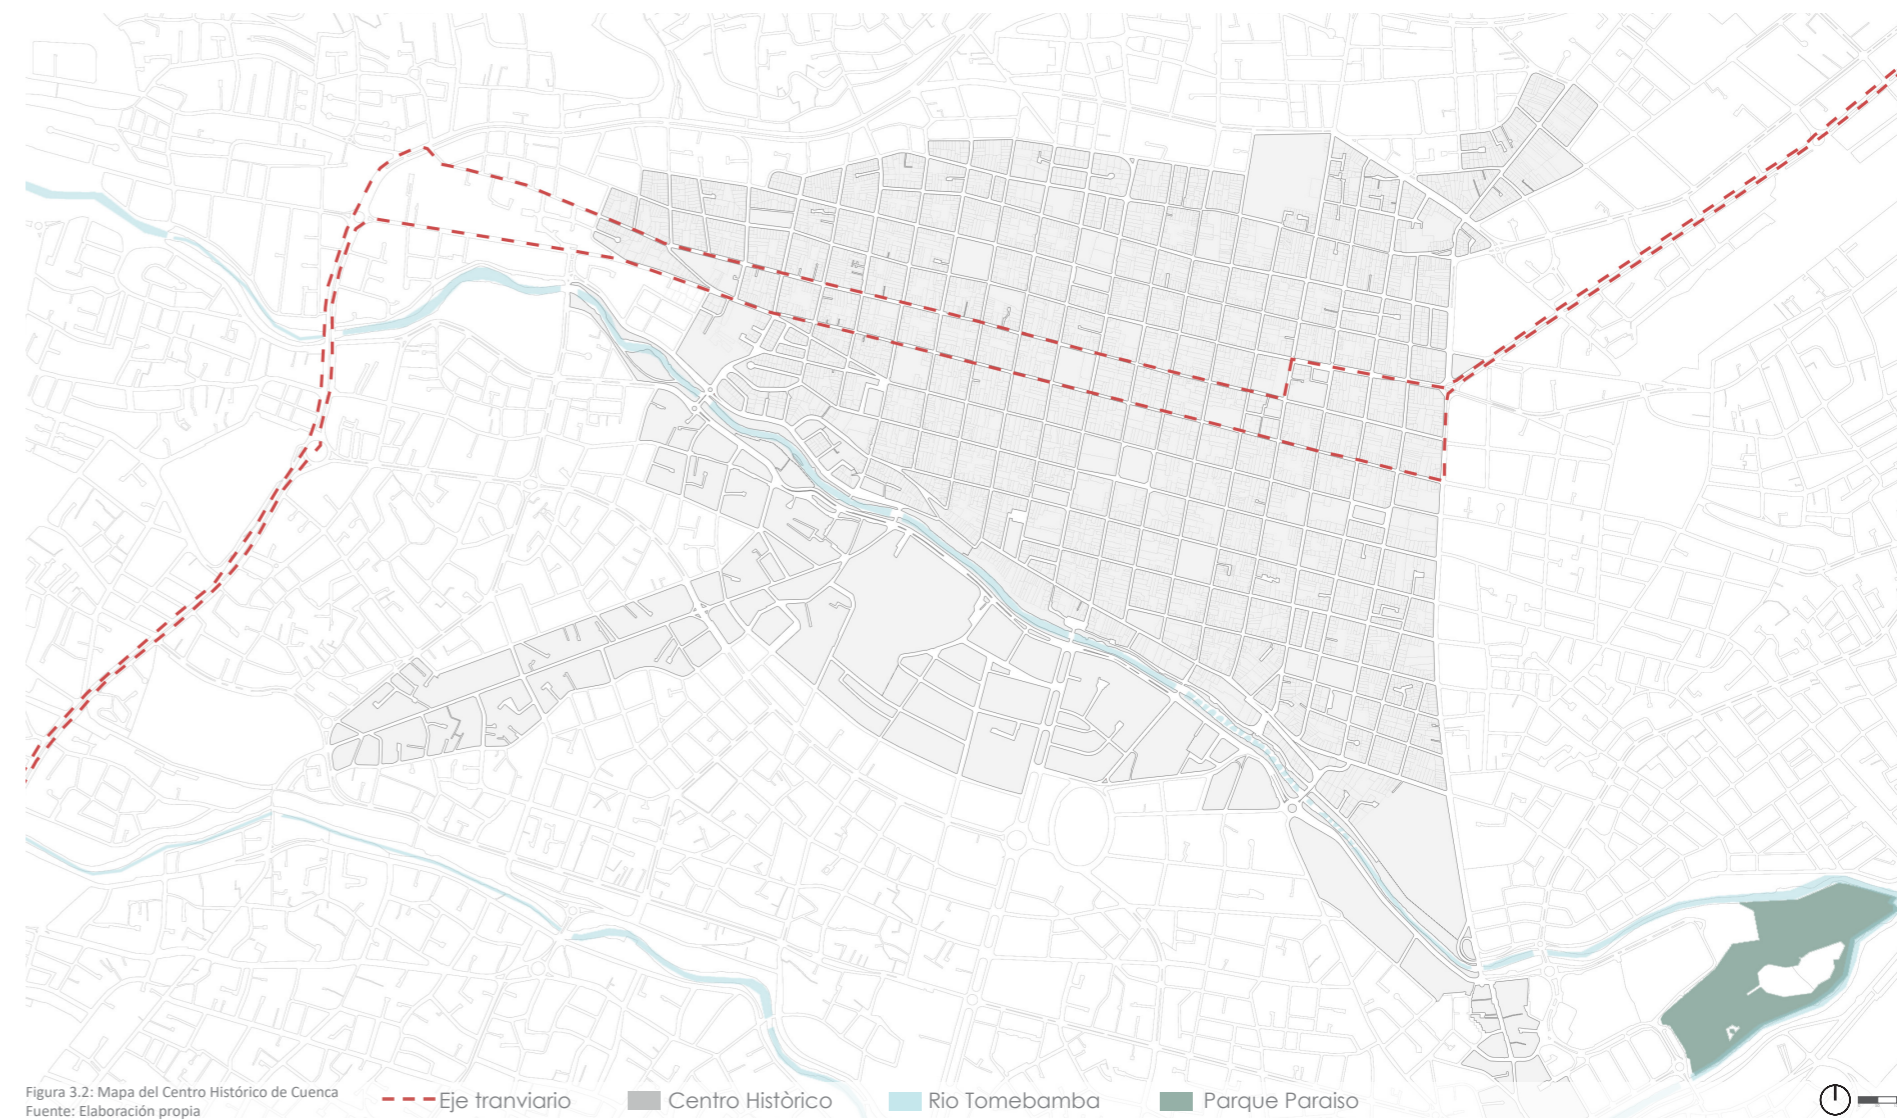 Figura 3.2: Mapa del Centro Histórico de Cuenca
Fuente: Elaboración propia
Eje tranviario
Centro Històrico
Rio Tomebamba
Parque Paraiso